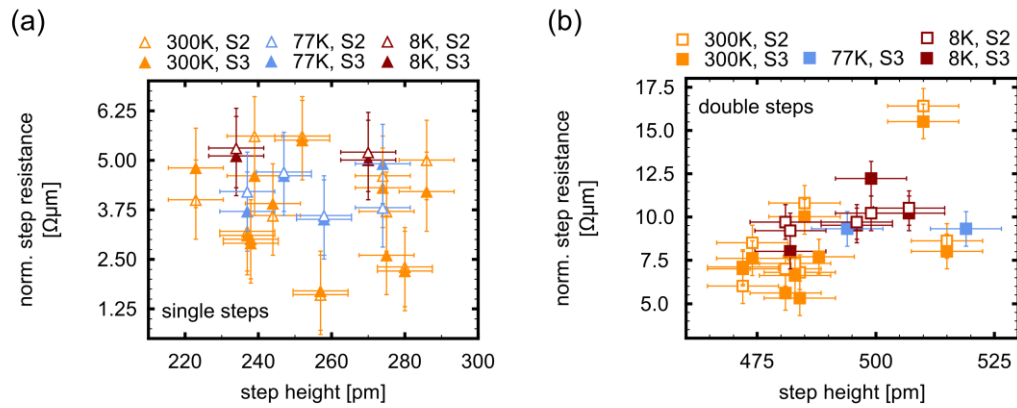 (a)
300K, S2 77K, S2 8K, S2
300K, S3 77K, S3 8K, S3
norm. step resistance
[Ωµm]
6.25
5.00
3.75
2.50
1.25
single steps
220 240 260 280 300
step height [pm]
(b)
300K, S2 8K, S2
300K, S3 77K, S3 8K, S3
norm. step resistance
[Ωµm]
17.5
15.0
12.5
10.0
7.5
5.0
double steps
475 500 525
step height [pm]